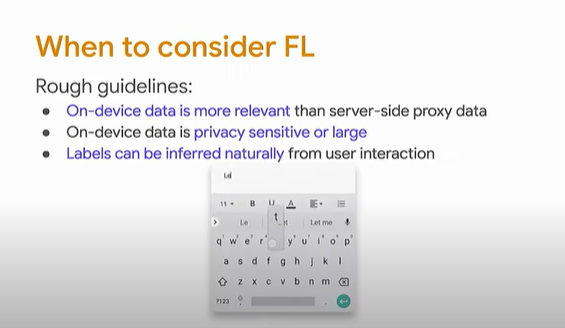 When to consider FL
Rough guidelines:
● On-device data is more relevant than server-side proxy data
● On-device data is privacy sensitive or large
● Labels can be inferred naturally from user interaction
11 B U A
Le t Let me
q w e r y u i o p
a s d f g h j k l
z x c v b n m
?123